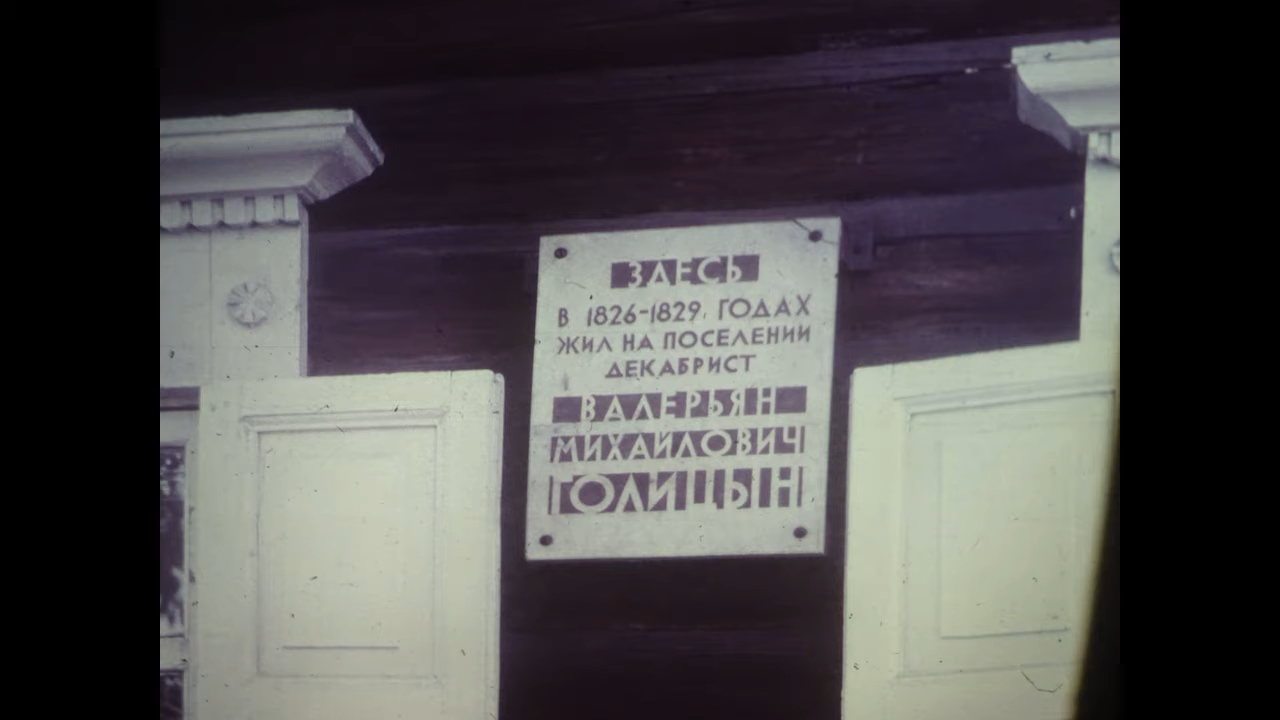 ЗДЕСЬ
В 1826-1829. ГОДАХ
ЖИЛ НА ПОСЕЛЕНИИ
ДЕКАБРИСТ
ВАЛЕРЬЯН
МИХАЙЛОВИЧ
ГОЛИЦЫН